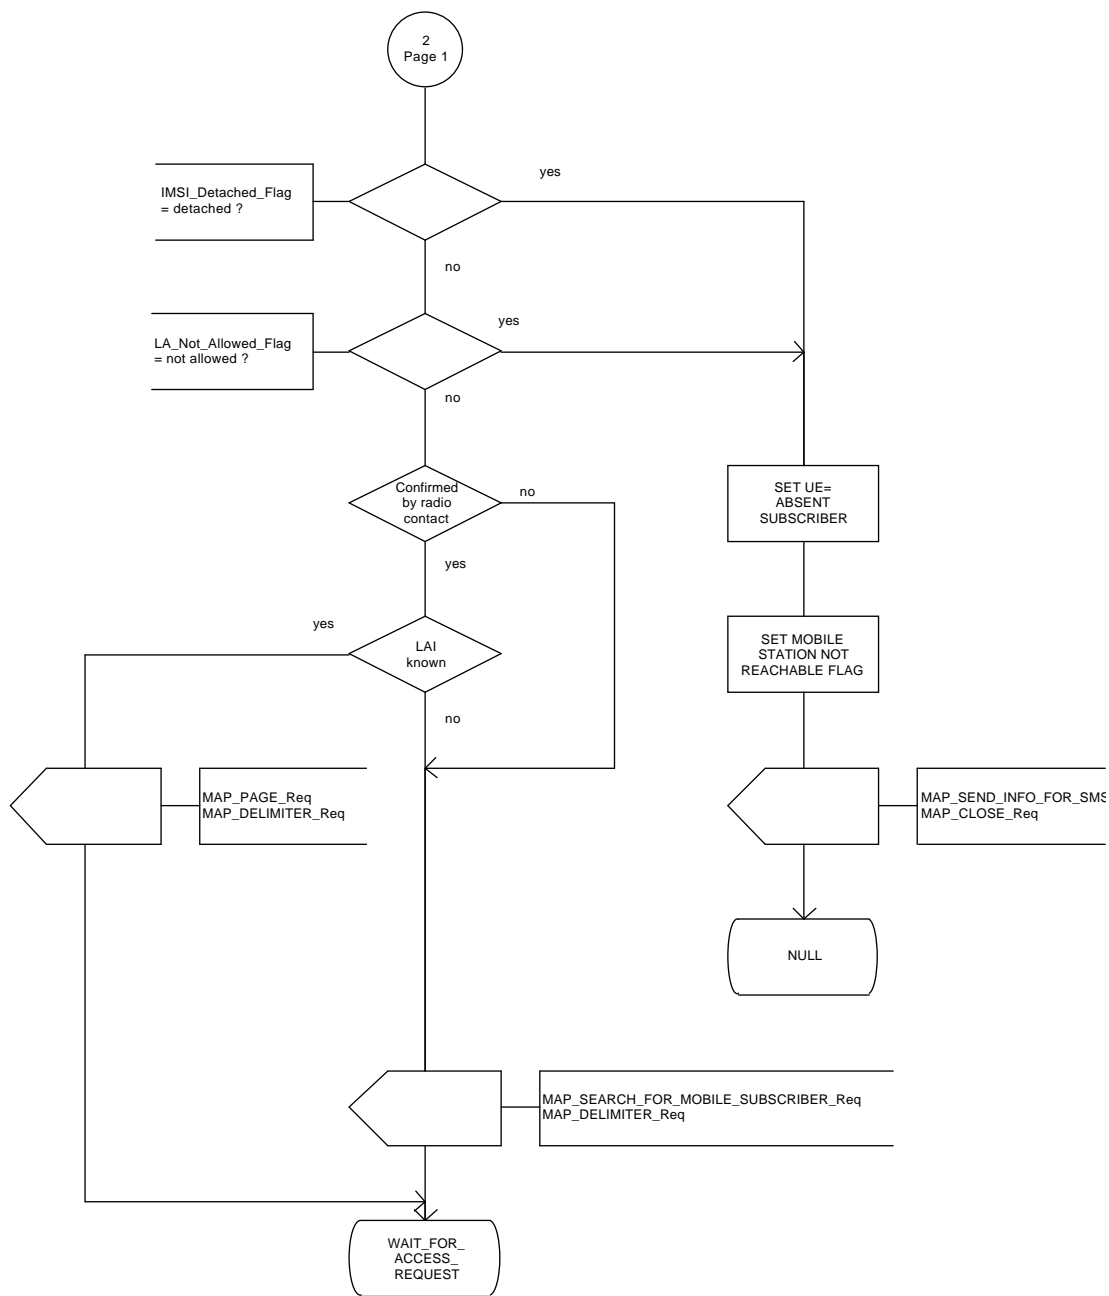 2
Page 1
yes
IMSI_Detached_Flag
= detached ?
no
yes
LA_Not_Allowed_Flag
= not allowed ?
no
Confirmed
by radio
contact
no
SET UE=
ABSENT
SUBSCRIBER
yes
yes
LAI
known
SET MOBILE
STATION NOT
REACHABLE FLAG
no
MAP_PAGE_Req
MAP_DELIMITER_Req
MAP_SEND_INFO_FOR_SMS
MAP_CLOSE_Req
NULL
MAP_SEARCH_FOR_MOBILE_SUBSCRIBER_Req
MAP_DELIMITER_Req
WAIT_FOR_
ACCESS_
REQUEST